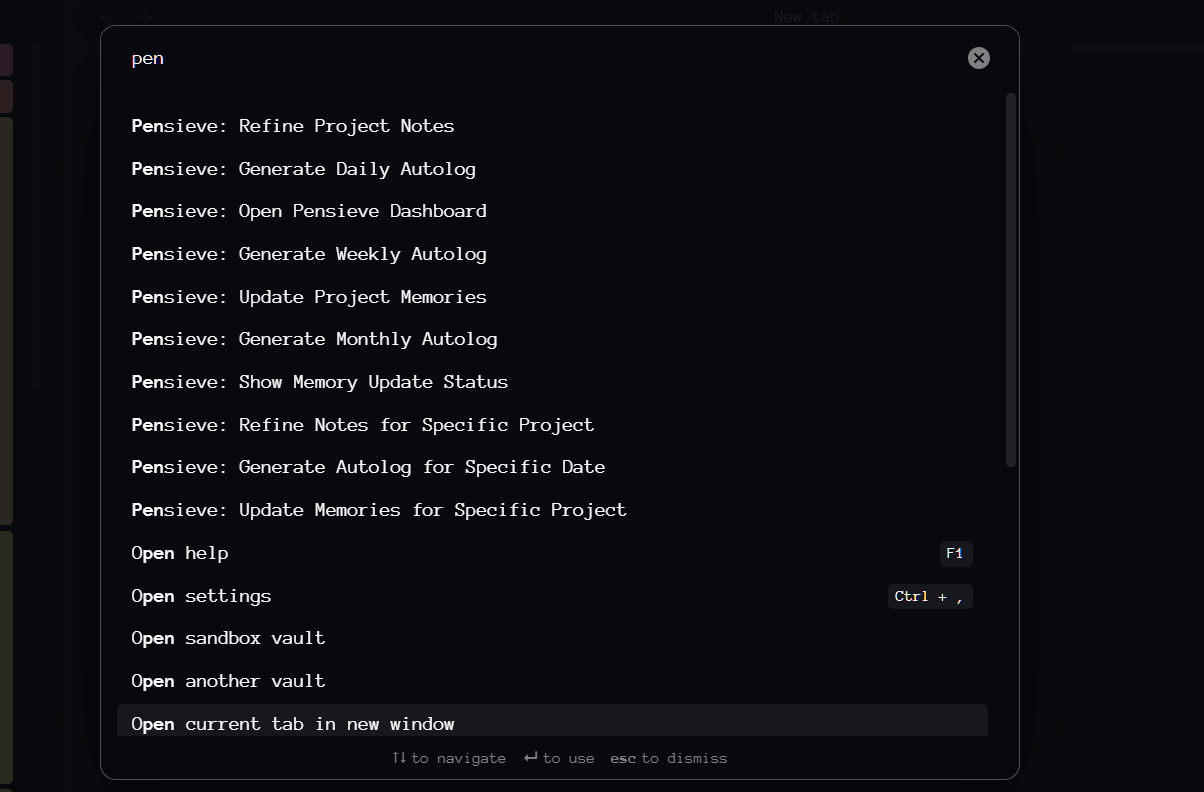 New tab
pen
Pensieve: Refine Project Notes
Pensieve: Generate Daily Autolog
Pensieve: Open Pensieve Dashboard
Pensieve: Generate Weekly Autolog
Pensieve: Update Project Memories
Pensieve: Generate Monthly Autolog
Pensieve: Show Memory Update Status
Pensieve: Refine Notes for Specific Project
Pensieve: Generate Autolog for Specific Date
Pensieve: Update Memories for Specific Project
Open help F1
Open settings Ctrl + ,
Open sandbox vault
Open another vault
Open current tab in new window
↑↓ to navigate ↵ to use esc to dismiss